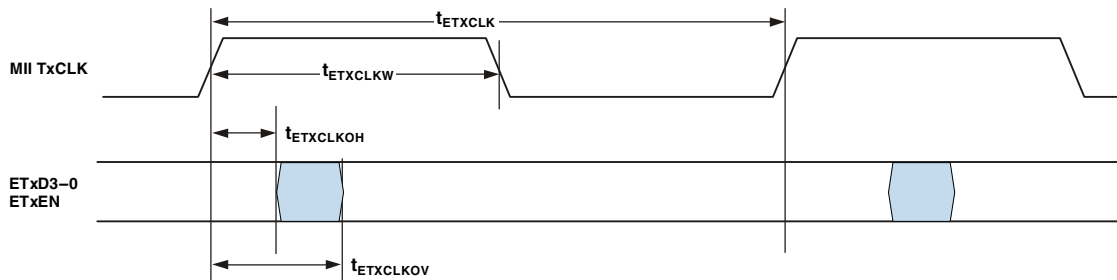 tETXCLK
MII TxCLK
tETXCLKW
tETXCLKOH
ETxD3–0
ETxEN
tETXCLKOV